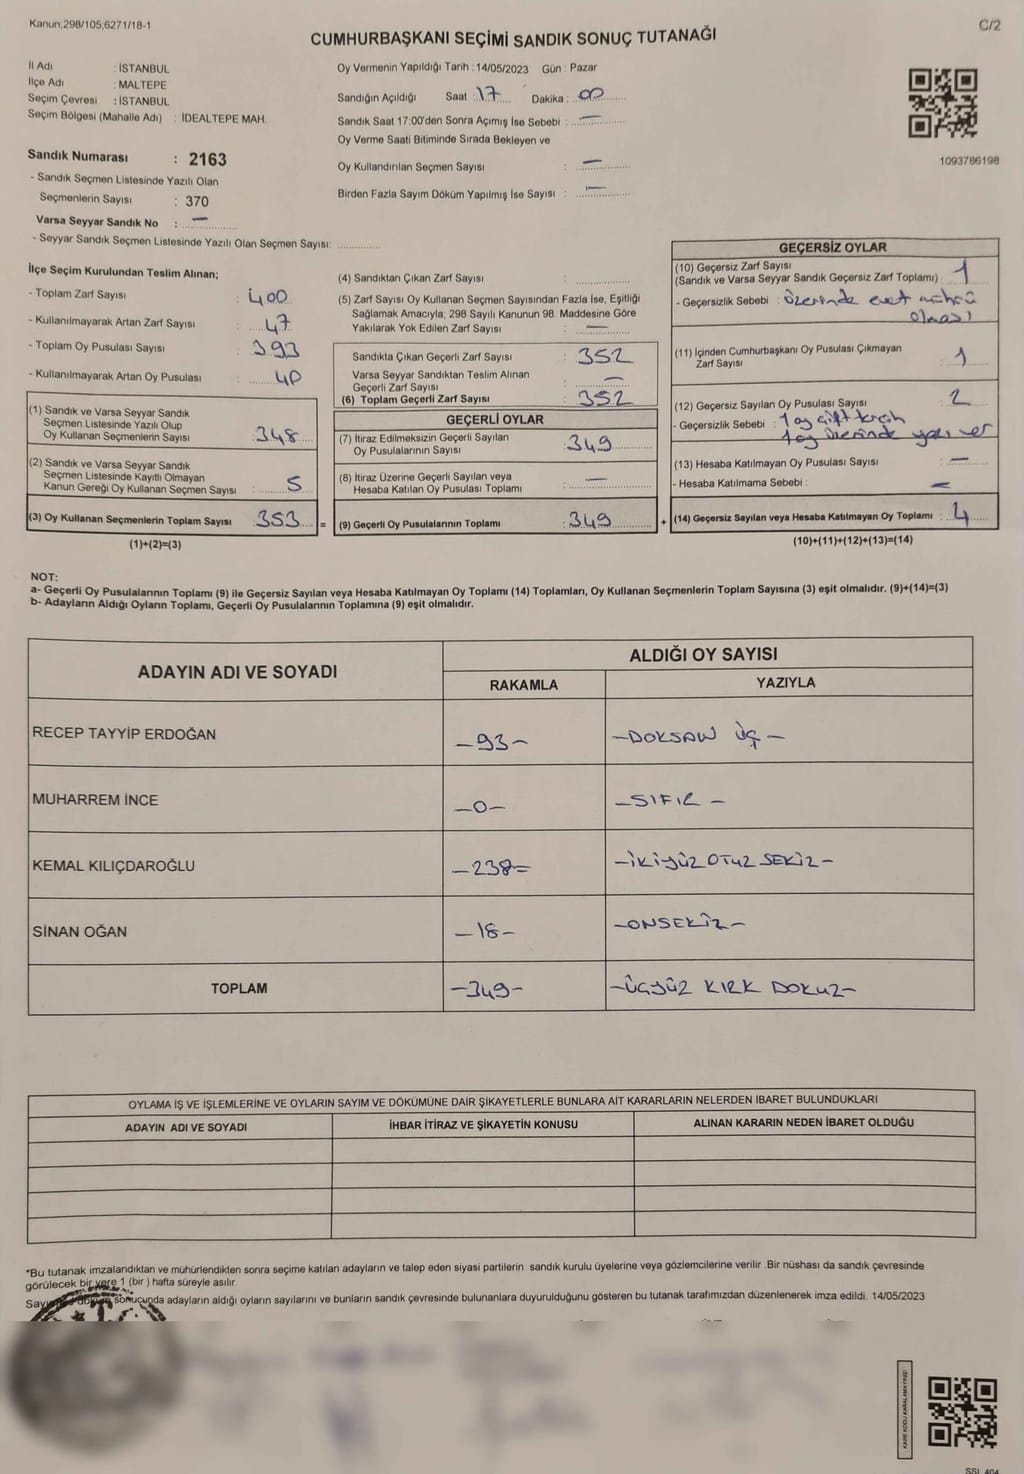 Kanun;298/105,6271/18-1
C/2
CUMHURBAŞKANI SEÇİMİ SANDIK SONUÇ TUTANAĞI
İl Adı : İSTANBUL
İlçe Adı : MALTEPE
Seçim Çevresi : İSTANBUL
Seçim Bölgesi (Mahalle Adı) : İDEALTEPE MAH.
Sandık Numarası : 2163
- Sandık Seçmen Listesinde Yazılı Olan
Seçmenlerin Sayısı : 370
Varsa Seyyar Sandık No : —
- Seyyar Sandık Seçmen Listesinde Yazılı Olan Seçmen Sayısı: ..............
Oy Vermenin Yapıldığı Tarih : 14/05/2023 Gün : Pazar
Sandığın Açıldığı Saat : 17 Dakika : 00
Sandık Saat 17:00'den Sonra Açımış İse Sebebi : —
Oy Verme Saati Bitiminde Sırada Bekleyen ve
Oy Kullandırılan Seçmen Sayısı : —
Birden Fazla Sayım Döküm Yapılmış İse Sayısı : —
1093786198
İlçe Seçim Kurulundan Teslim Alınan;
- Toplam Zarf Sayısı : 400
- Kullanılmayarak Artan Zarf Sayısı : 47
- Toplam Oy Pusulası Sayısı : 393
- Kullanılmayarak Artan Oy Pusulası : 40
(1) Sandık ve Varsa Seyyar Sandık
Seçmen Listesinde Yazılı Olup
Oy Kullanan Seçmenlerin Sayısı : 348
(2) Sandık ve Varsa Seyyar Sandık
Seçmen Listesinde Kayıtlı Olmayan
Kanun Gereği Oy Kullanan Seçmen Sayısı : 5
(3) Oy Kullanan Seçmenlerin Toplam Sayısı : 353 =
(1)+(2)=(3)
(4) Sandıktan Çıkan Zarf Sayısı : ..............
(5) Zarf Sayısı Oy Kullanan Seçmen Sayısından Fazla İse, Eşitliği
Sağlamak Amacıyla; 298 Sayılı Kanunun 98. Maddesine Göre
Yakılarak Yok Edilen Zarf Sayısı : —
Sandıkta Çıkan Geçerli Zarf Sayısı : 352
Varsa Seyyar Sandıktan Teslim Alınan
Geçerli Zarf Sayısı : —
(6) Toplam Geçerli Zarf Sayısı : 352
GEÇERLİ OYLAR
(7) İtiraz Edilmeksizin Geçerli Sayılan
Oy Pusulalarının Sayısı : 349
(8) İtiraz Üzerine Geçerli Sayılan veya
Hesaba Katılan Oy Pusulası Toplamı : —
(9) Geçerli Oy Pusulalarının Toplamı : 349 +
GEÇERSİZ OYLAR
(10) Geçersiz Zarf Sayısı
(Sandık ve Varsa Seyyar Sandık Geçersiz Zarf Toplamı) : 1
- Geçersizlik Sebebi : Üzerinde evet mührü
olması
(11) İçinden Cumhurbaşkanı Oy Pusulası Çıkmayan
Zarf Sayısı : 1
(12) Geçersiz Sayılan Oy Pusulası Sayısı : 2
- Geçersizlik Sebebi : 1 oy çift tercih
1 oy üzerinde yazı var
(13) Hesaba Katılmayan Oy Pusulası Sayısı : —
- Hesaba Katılmama Sebebi : —
(14) Geçersiz Sayılan veya Hesaba Katılmayan Oy Toplamı : 4
(10)+(11)+(12)+(13)=(14)
NOT:
a- Geçerli Oy Pusulalarının Toplamı (9) ile Geçersiz Sayılan veya Hesaba Katılmayan Oy Toplamı (14) Toplamları, Oy Kullanan Seçmenlerin Toplam Sayısına (3) eşit olmalıdır. (9)+(14)=(3)
b- Adayların Aldığı Oyların Toplamı, Geçerli Oy Pusulalarının Toplamına (9) eşit olmalıdır.
ADAYIN ADI VE SOYADI
ALDIĞI OY SAYISI
RAKAMLA
YAZIYLA
RECEP TAYYİP ERDOĞAN -93- -DOKSAN ÜÇ-
MUHARREM İNCE -0- -SIFIR-
KEMAL KILIÇDAROĞLU -238= -İKİYÜZ OTUZ SEKİZ-
SİNAN OĞAN -18- -ONSEKİZ-
TOPLAM -349- -ÜÇYÜZ KIRK DOKUZ-
OYLAMA İŞ VE İŞLEMLERİNE VE OYLARIN SAYIM VE DÖKÜMÜNE DAİR ŞİKAYETLERLE BUNLARA AİT KARARLARIN NELERDEN İBARET BULUNDUKLARI
ADAYIN ADI VE SOYADI
İHBAR İTİRAZ VE ŞİKAYETİN KONUSU
ALINAN KARARIN NEDEN İBARET OLDUĞU
*Bu tutanak imzalandıktan ve mühürlendikten sonra seçime katılan adayların ve talep eden siyasi partilerin sandık kurulu üyelerine veya gözlemcilerine verilir .Bir nüshası da sandık çevresinde
görülecek bir yere 1 (bir ) hafta süreyle asılır.
döküm sonucunda adayların aldığı oyların sayılarını ve bunların sandık çevresinde bulunanlara duyurulduğunu gösteren bu tutanak tarafımızdan düzenlenerek imza edildi. 14/05/2023
KARE KODU KARALAMAYINIZ!